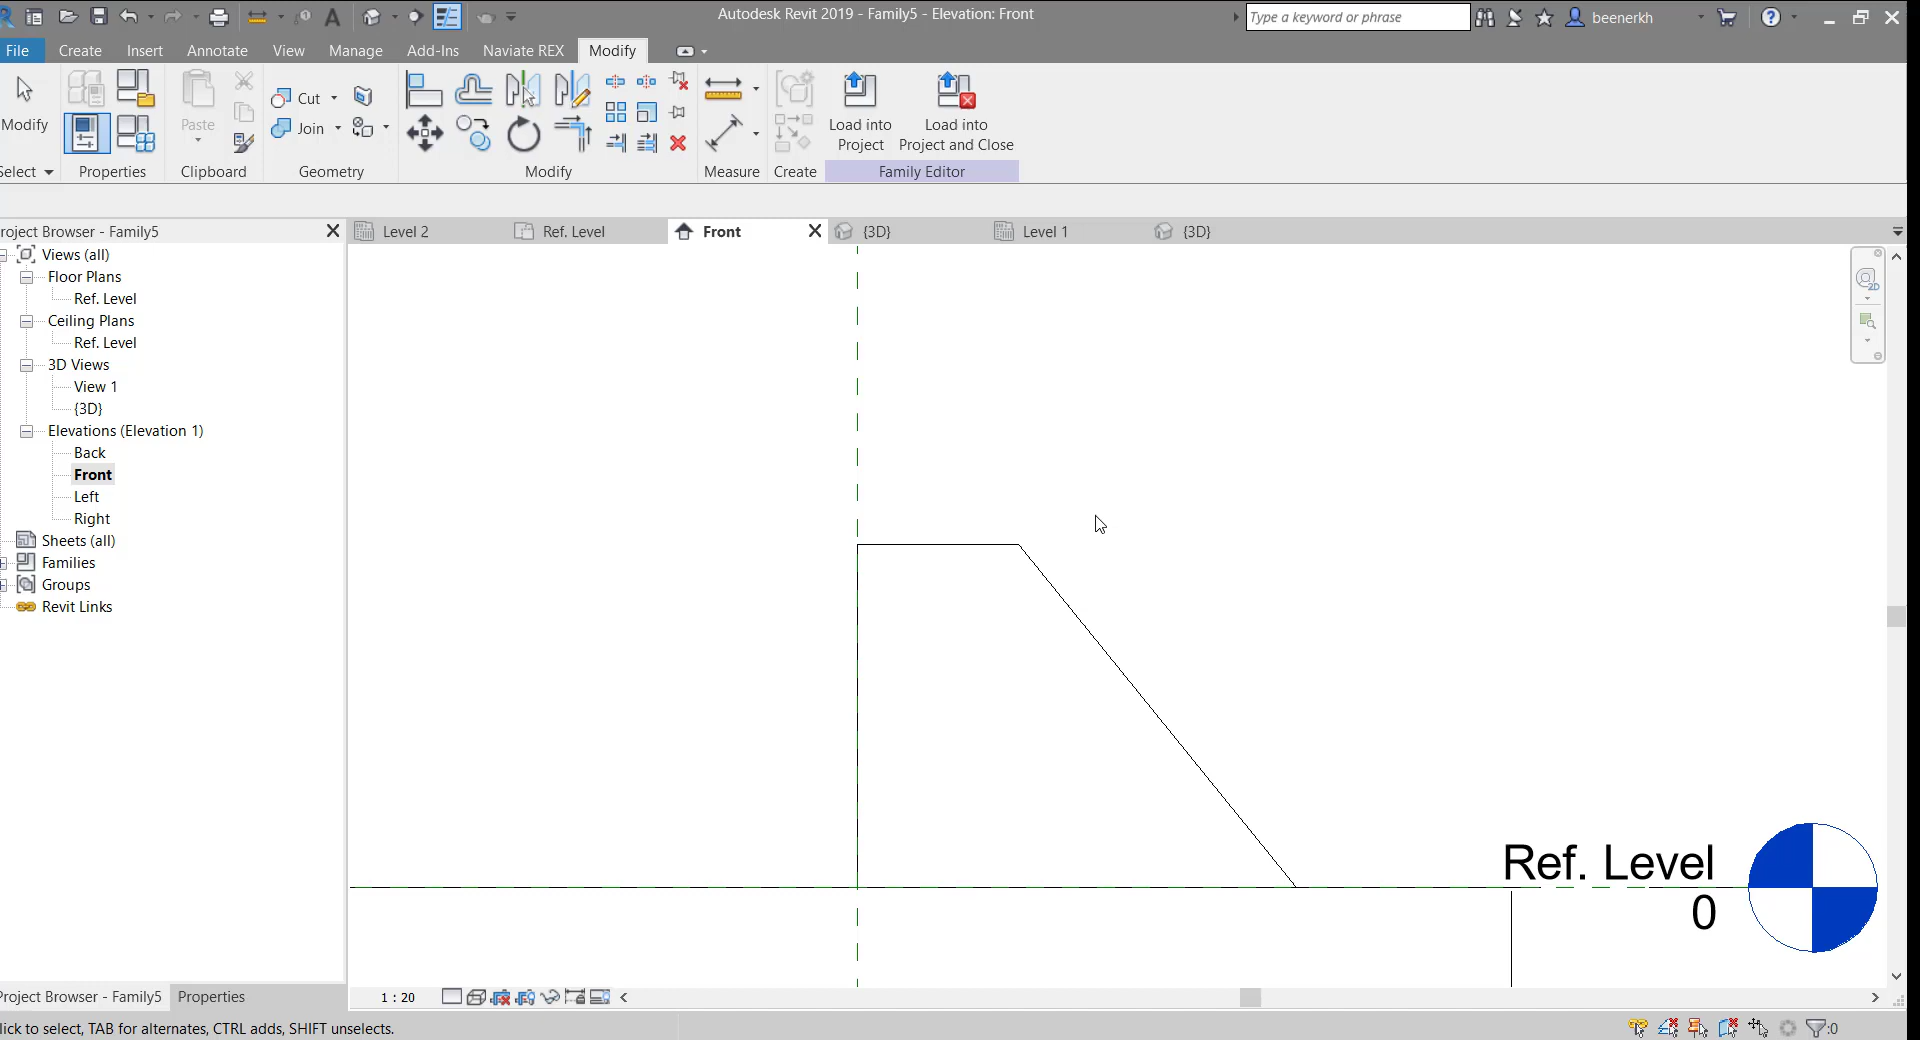 Autodesk Revit 2019 - Family5 - Elevation: Front
Type a keyword or phrase
beenerkh
File Create Insert Annotate View Manage Add-Ins Naviate REX Modify
Modify
Paste
Cut
Join
Load into Project
Load into Project and Close
Select Properties Clipboard Geometry Modify Measure Create Family Editor
roject Browser - Family5
Level 2 Ref. Level Front {3D} Level 1 {3D}
Views (all)
Floor Plans
Ref. Level
Ceiling Plans
Ref. Level
3D Views
View 1
{3D}
Elevations (Elevation 1)
Back
Front
Left
Right
Sheets (all)
Families
Groups
Revit Links
2D
Ref. Level
0
Project Browser - Family5 Properties
1 : 20
lick to select, TAB for alternates, CTRL adds, SHIFT unselects.
:0